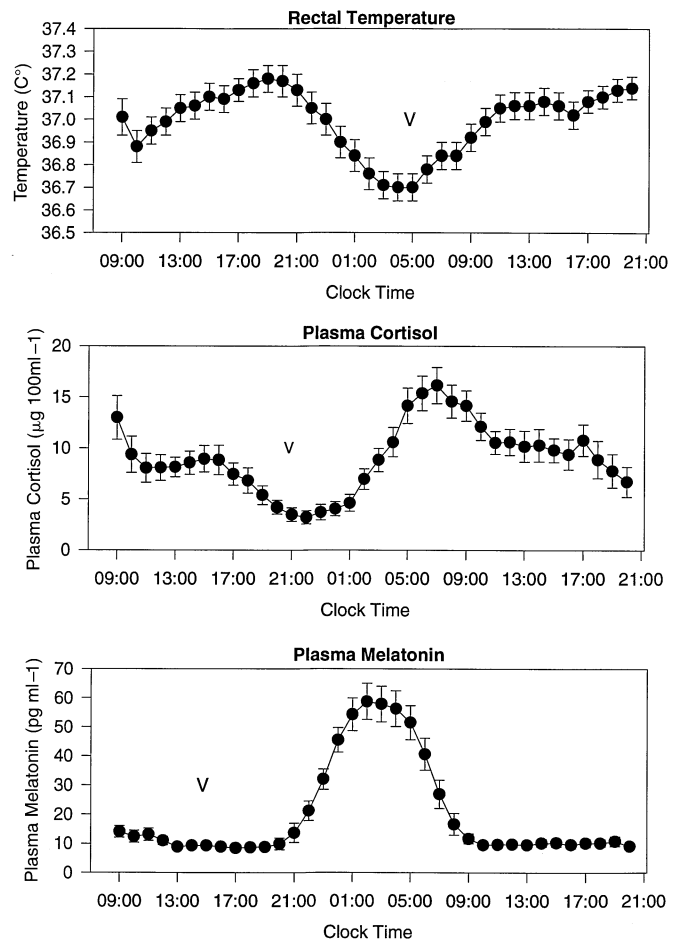 Rectal Temperature
Temperature (C°)
37.4
37.3
37.2
37.1
37.0
36.9
36.8
36.7
36.6
36.5
V
09:00 13:00 17:00 21:00 01:00 05:00 09:00 13:00 17:00 21:00
Clock Time
Plasma Cortisol
Plasma Cortisol (μg 100ml−1)
20
15
10
5
0
V
09:00 13:00 17:00 21:00 01:00 05:00 09:00 13:00 17:00 21:00
Clock Time
Plasma Melatonin
Plasma Melatonin (pg ml−1)
70
60
50
40
30
20
10
0
V
09:00 13:00 17:00 21:00 01:00 05:00 09:00 13:00 17:00 21:00
Clock Time